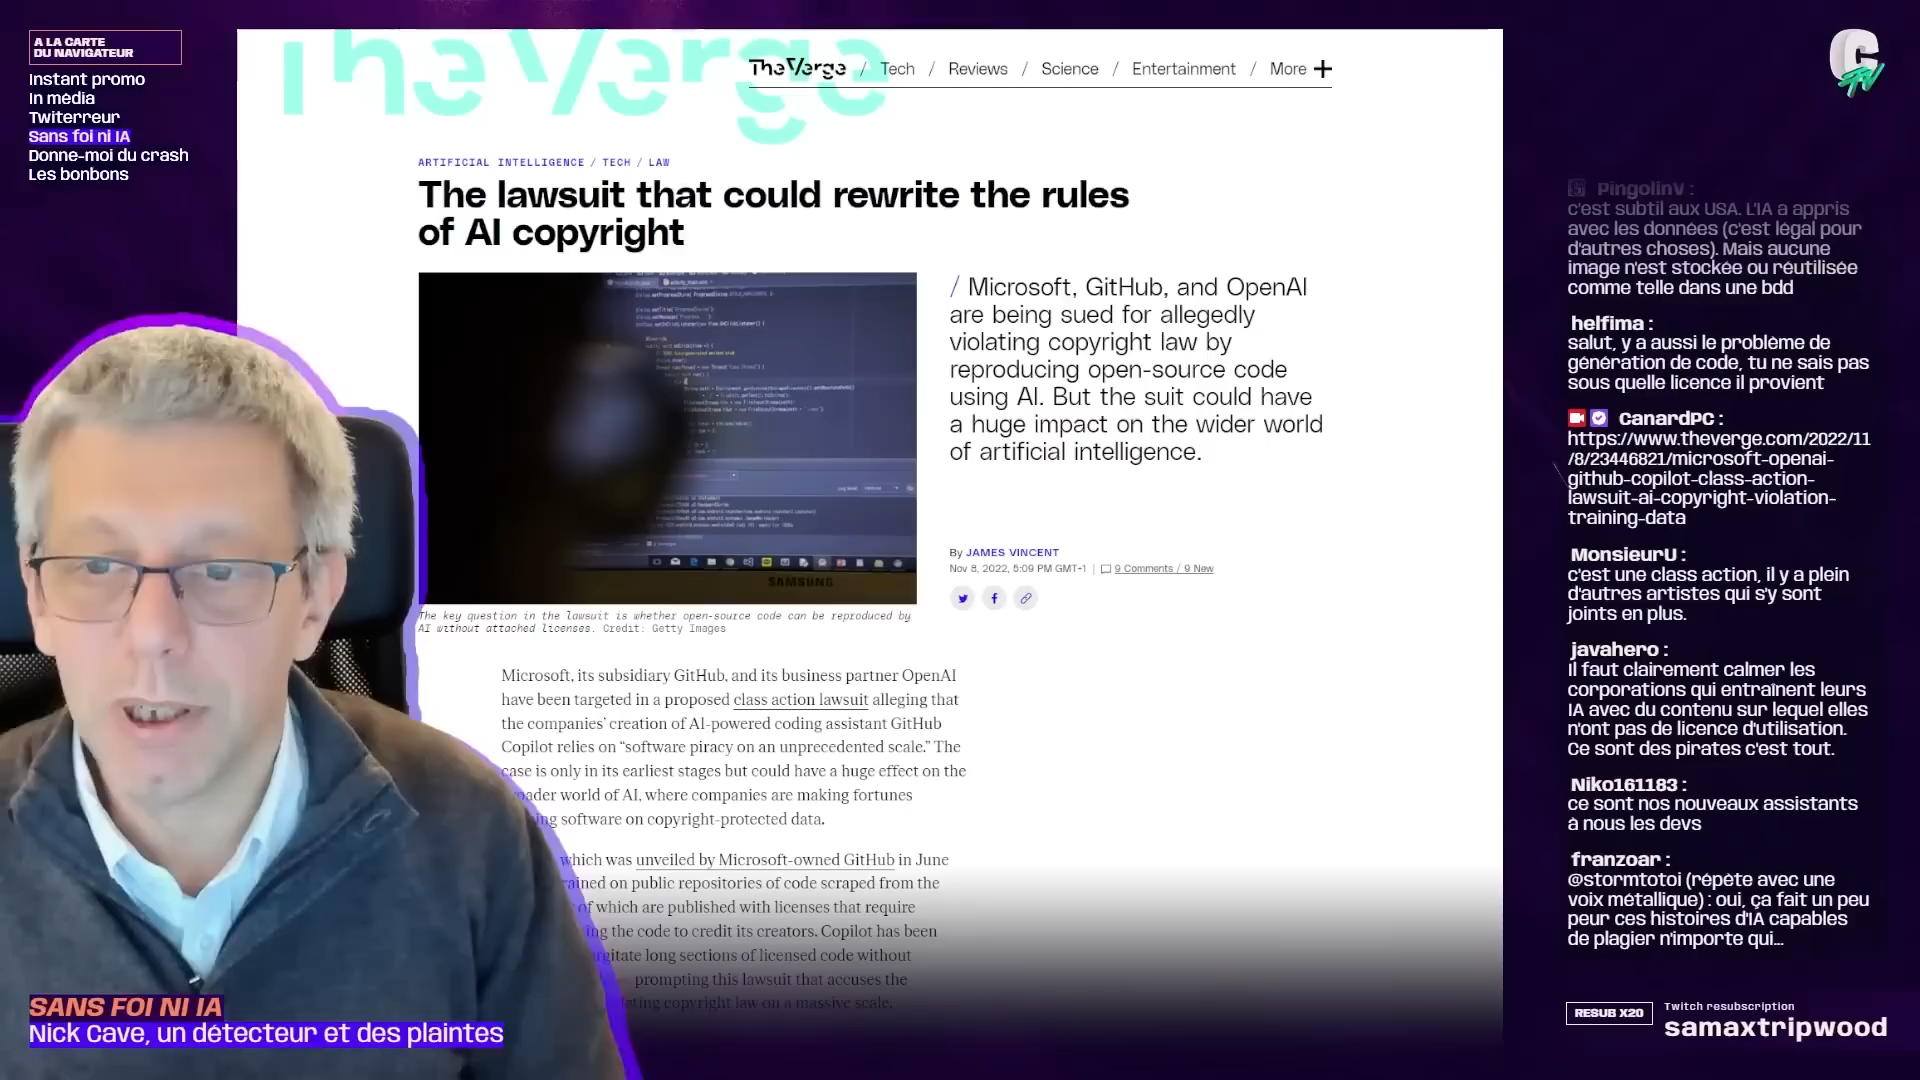 A LA CARTE
DU NAVIGATEUR
Instant promo
In média
Twiterreur
Sans foi ni IA
Donne-moi du crash
Les bonbons
The Verge
The Verge / Tech / Reviews / Science / Entertainment / More
ARTIFICIAL INTELLIGENCE / TECH / LAW
The lawsuit that could rewrite the rules
of AI copyright
/ Microsoft, GitHub, and OpenAI
are being sued for allegedly
violating copyright law by
reproducing open-source code
using AI. But the suit could have
a huge impact on the wider world
of artificial intelligence.
By JAMES VINCENT
Nov 8, 2022, 5:09 PM GMT+1 | 9 Comments / 9 New
SAMSUNG
The key question in the lawsuit is whether open-source code can be reproduced by
AI without attached licenses. Credit: Getty Images
Microsoft, its subsidiary GitHub, and its business partner OpenAI
have been targeted in a proposed class action lawsuit alleging that
the companies’ creation of AI-powered coding assistant GitHub
Copilot relies on “software piracy on an unprecedented scale.” The
case is only in its earliest stages but could have a huge effect on the
world of AI, where companies are making fortunes
software on copyright-protected data.
which was unveiled by Microsoft-owned GitHub in June
on public repositories of code scraped from the
of which are published with licenses that require
the code to credit its creators. Copilot has been
long sections of licensed code without
prompting this lawsuit that accuses the
copyright law on a massive scale.
SANS FOI NI IA
Nick Cave, un détecteur et des plaintes
C TV
PingolinV :
c'est subtil aux USA. L'IA a appris
avec les données (c'est légal pour
d'autres choses). Mais aucune
image n'est stockée ou réutilisée
comme telle dans une bdd
helfima :
salut, y a aussi le problème de
génération de code, tu ne sais pas
sous quelle licence il provient
CanardPC :
https://www.theverge.com/2022/11
/8/23446821/microsoft-openai-
github-copilot-class-action-
lawsuit-ai-copyright-violation-
training-data
MonsieurU :
c'est une class action, il y a plein
d'autres artistes qui s'y sont
joints en plus.
javahero :
Il faut clairement calmer les
corporations qui entraînent leurs
IA avec du contenu sur lequel elles
n'ont pas de licence d'utilisation.
Ce sont des pirates c'est tout.
Niko161183 :
ce sont nos nouveaux assistants
à nous les devs
franzoar :
@stormtotoi (répète avec une
voix métallique) : oui, ça fait un peu
peur ces histoires d'IA capables
de plagier n'importe qui...
RESUB X20
Twitch resubscription
samaxtripwood